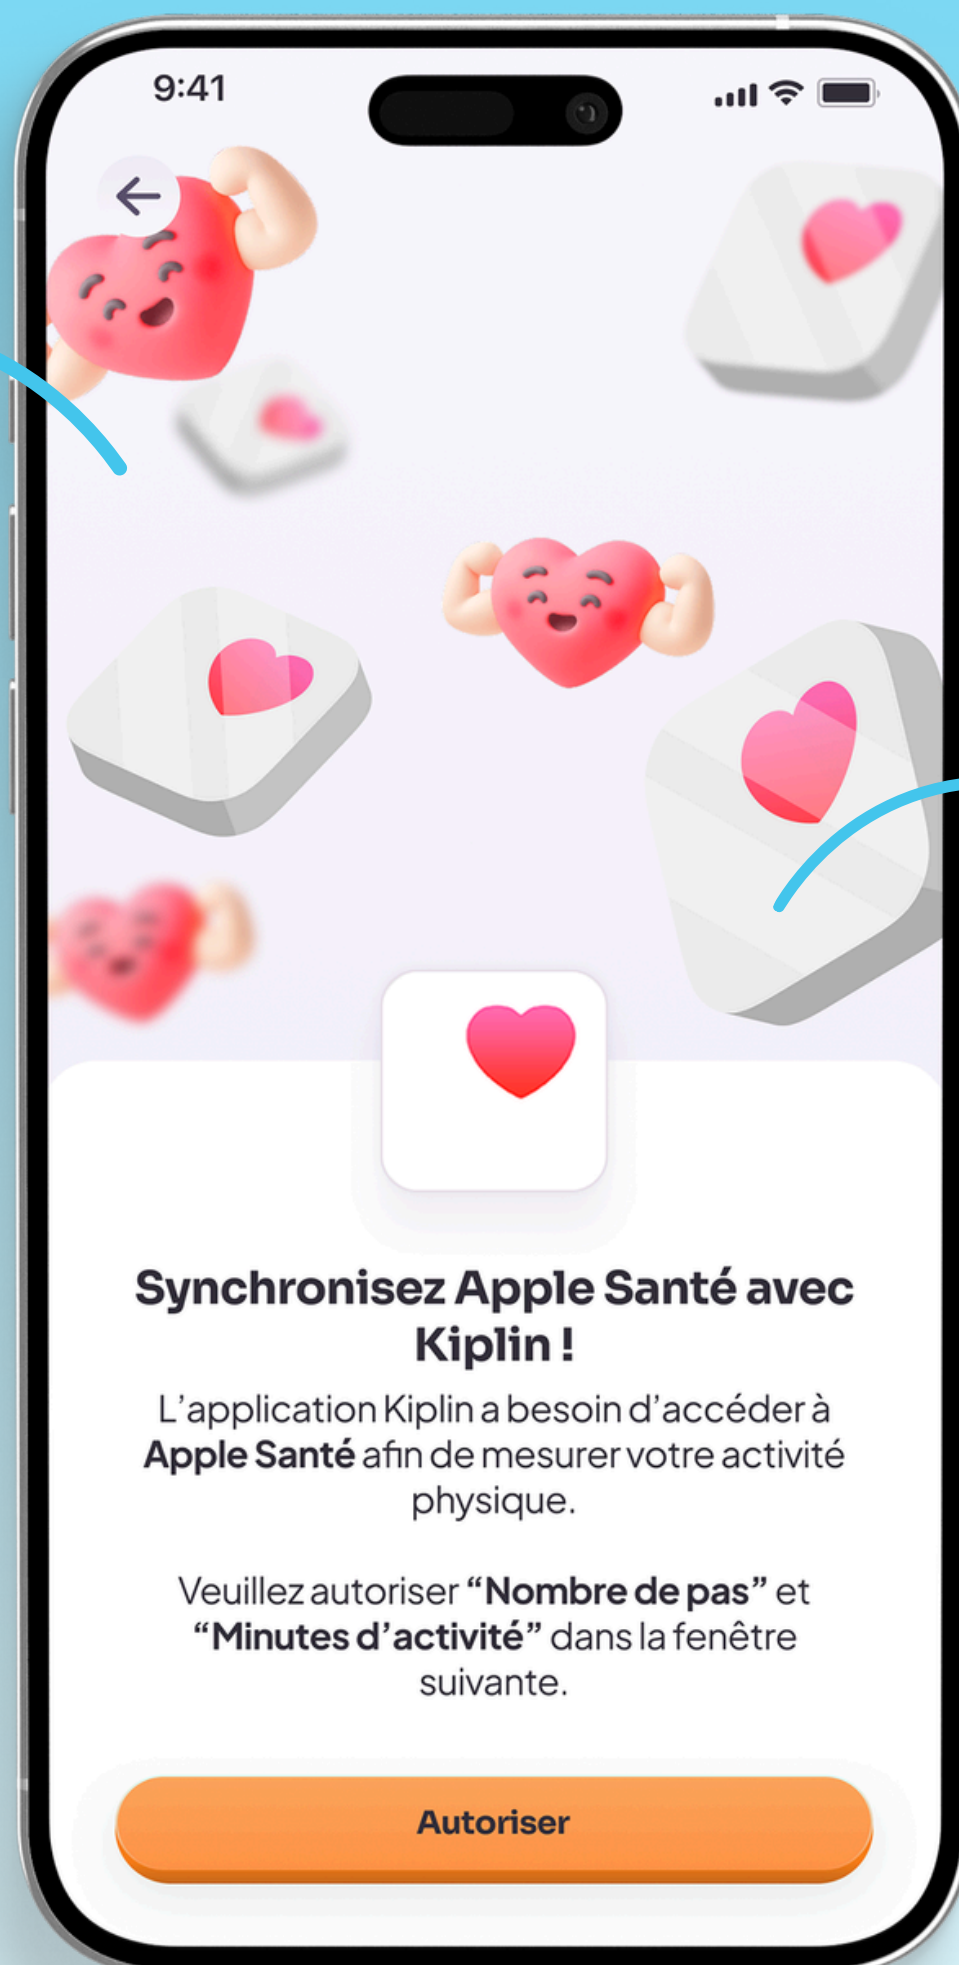 9:41
Synchronisez Apple Santé avec
Kiplin !
L’application Kiplin a besoin d’accéder à
Apple Santé afin de mesurer votre activité
physique.
Veuillez autoriser “Nombre de pas” et
“Minutes d’activité” dans la fenêtre
suivante.
Autoriser